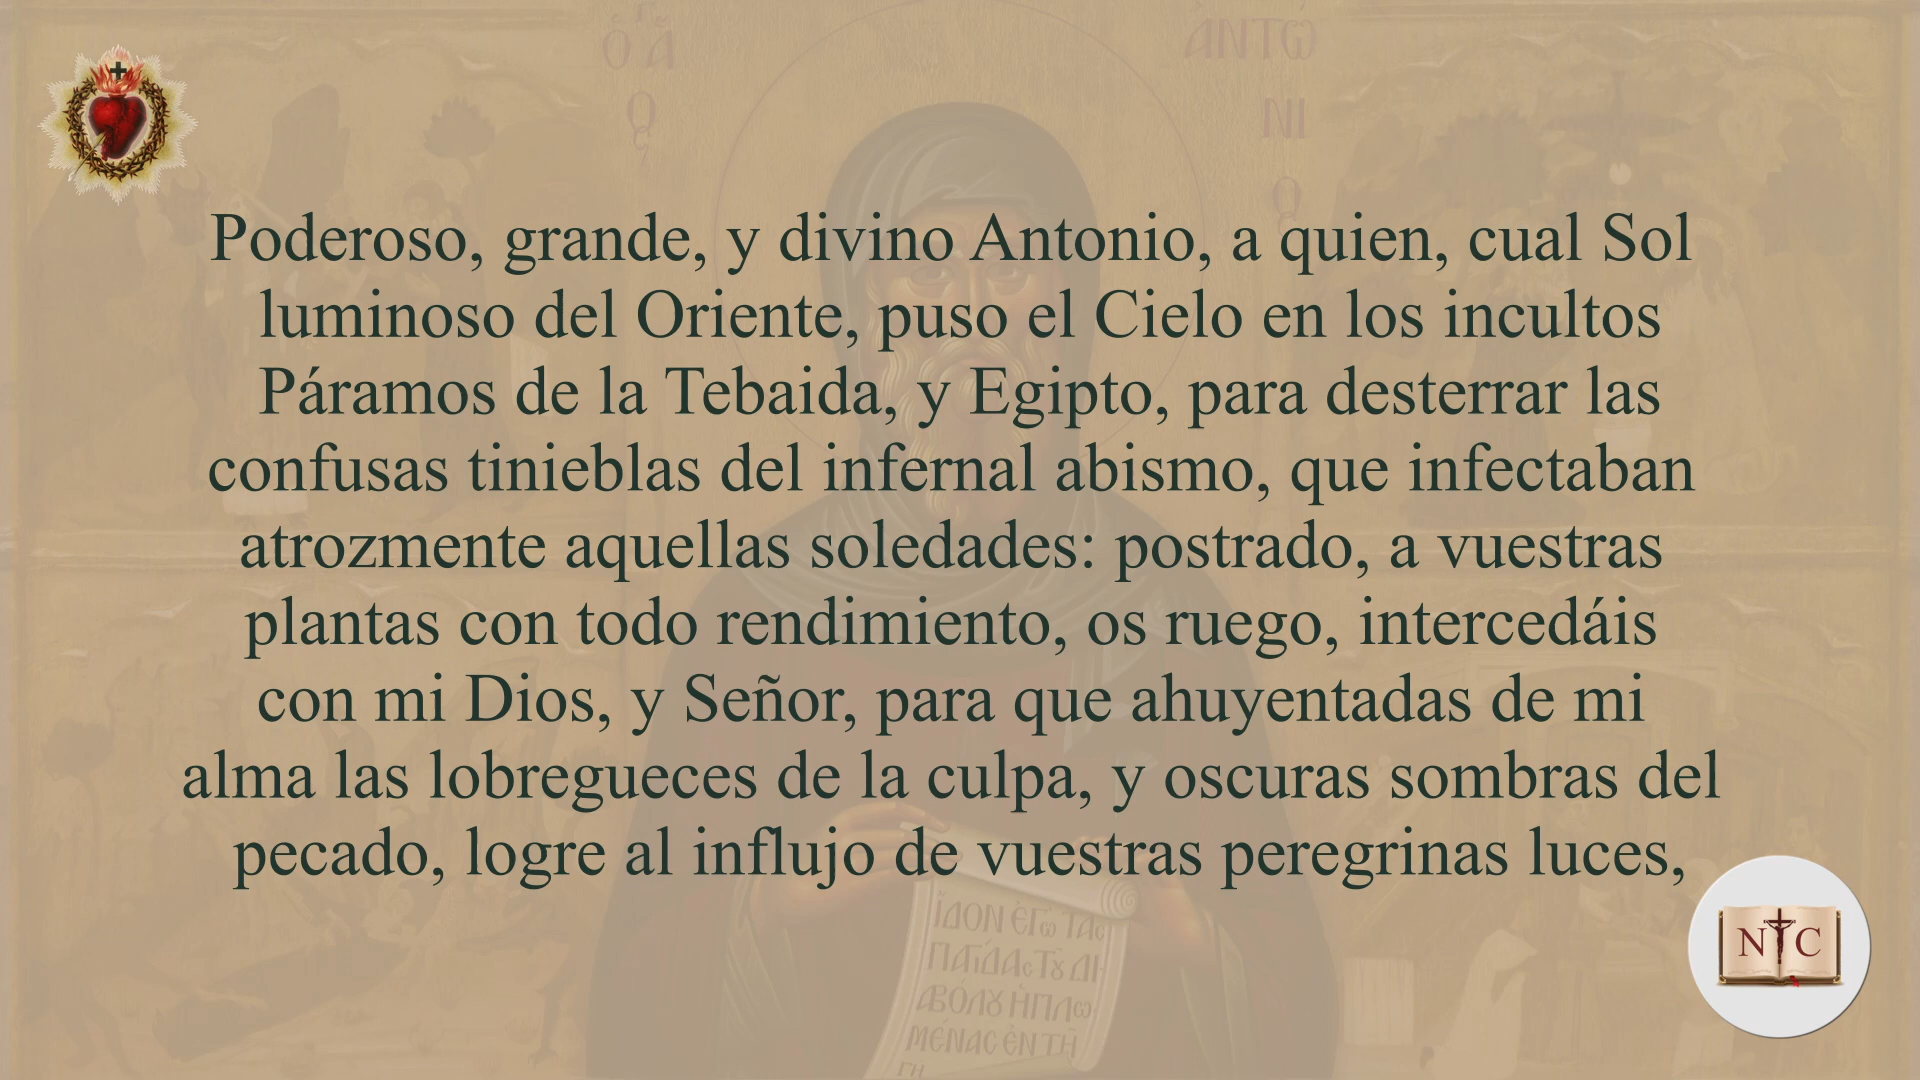 Poderoso, grande, y divino Antonio, a quien, cual Sol
luminoso del Oriente, puso el Cielo en los incultos
Páramos de la Tebaida, y Egipto, para desterrar las
confusas tinieblas del infernal abismo, que infectaban
atrozmente aquellas soledades: postrado, a vuestras
plantas con todo rendimiento, os ruego, intercedáis
con mi Dios, y Señor, para que ahuyentadas de mi
alma las lobregueces de la culpa, y oscuras sombras del
pecado, logre al influjo de vuestras peregrinas luces,
N C
ἈΝΤΩ
ΝΙ
Ο